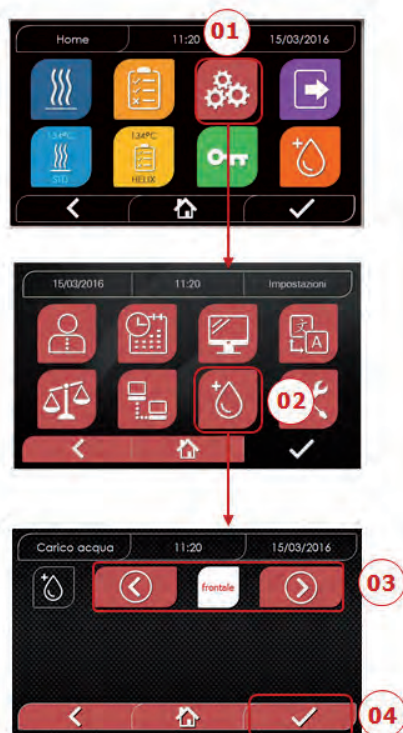 Home 11:20 01 15/03/2016
134°C 134°C
STD HELIX
15/03/2016 11:20 Impostazioni
A
02
Carico acqua 11:20 15/03/2016
frontale 03
04